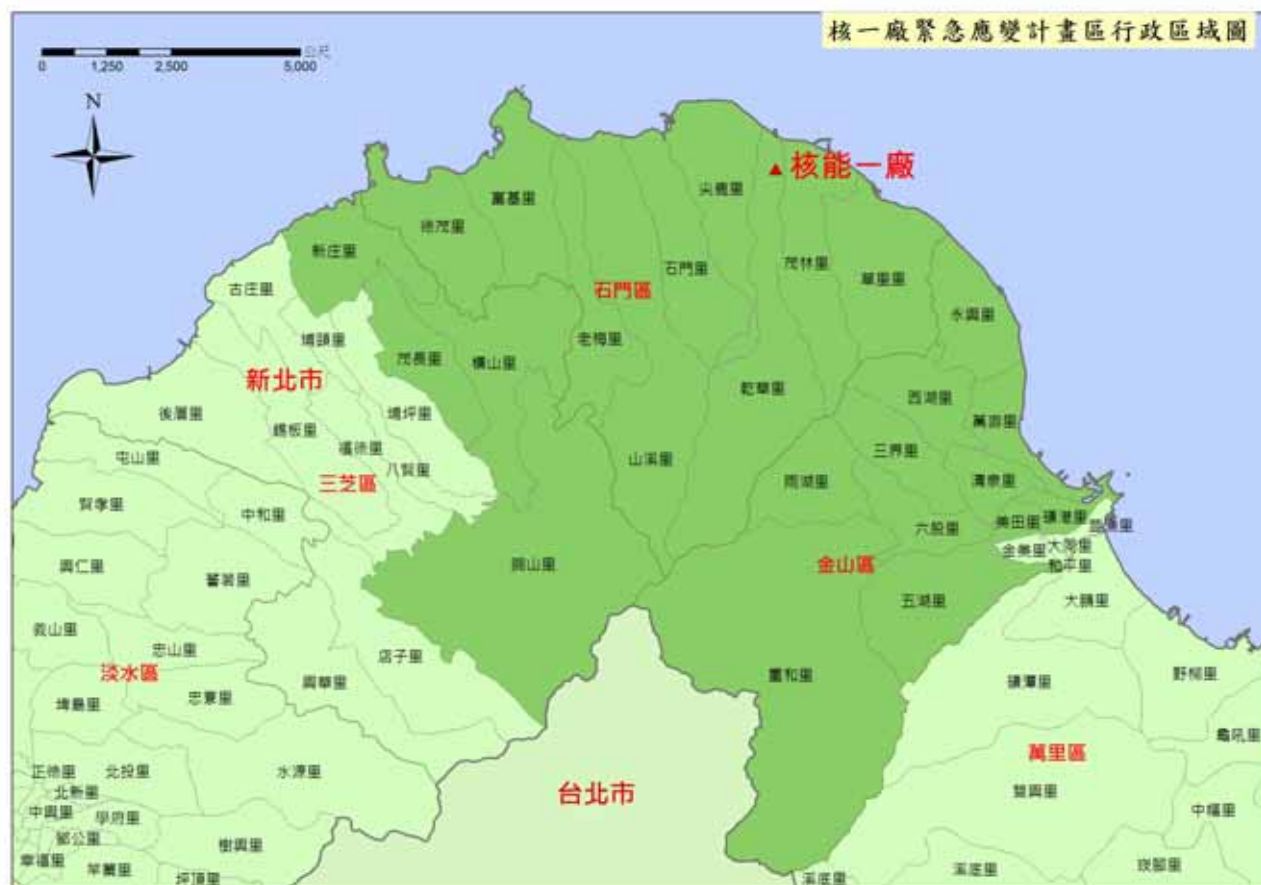 核一廠緊急應變計畫區行政區域圖
公尺
0 1,250 2,500 5,000
N
核能一廠
尖鹿里
富基里
德茂里
新庄里
石門里
茂林里
草里里
石門區
古庄里
永興里
埔頭里
老梅里
茂長里
橫山里
新北市
乾華里
西湖里
後厝里
埔坪里
萬壽里
錫板里
福德里
三界里
屯山里
山溪里
八賢里
三芝區
兩湖里
清泉里
賢孝里
中和里
六股里
美田里
磺港里
豐漁里
金美里
大同里
和平里
興仁里
圓山里
金山區
蕃薯里
五湖里
大鵬里
義山里
忠山里
店子里
淡水區
重和里
野柳里
興華里
磺潭里
忠寮里
埤島里
龜吼里
萬里區
正德里
北投里
水源里
北新里
台北市
雙興里
中興里
學府里
中幅里
鄧公里
樹興里
幸福里
竿蓁里
坪頂里
溪底里
溪底里
崁腳里